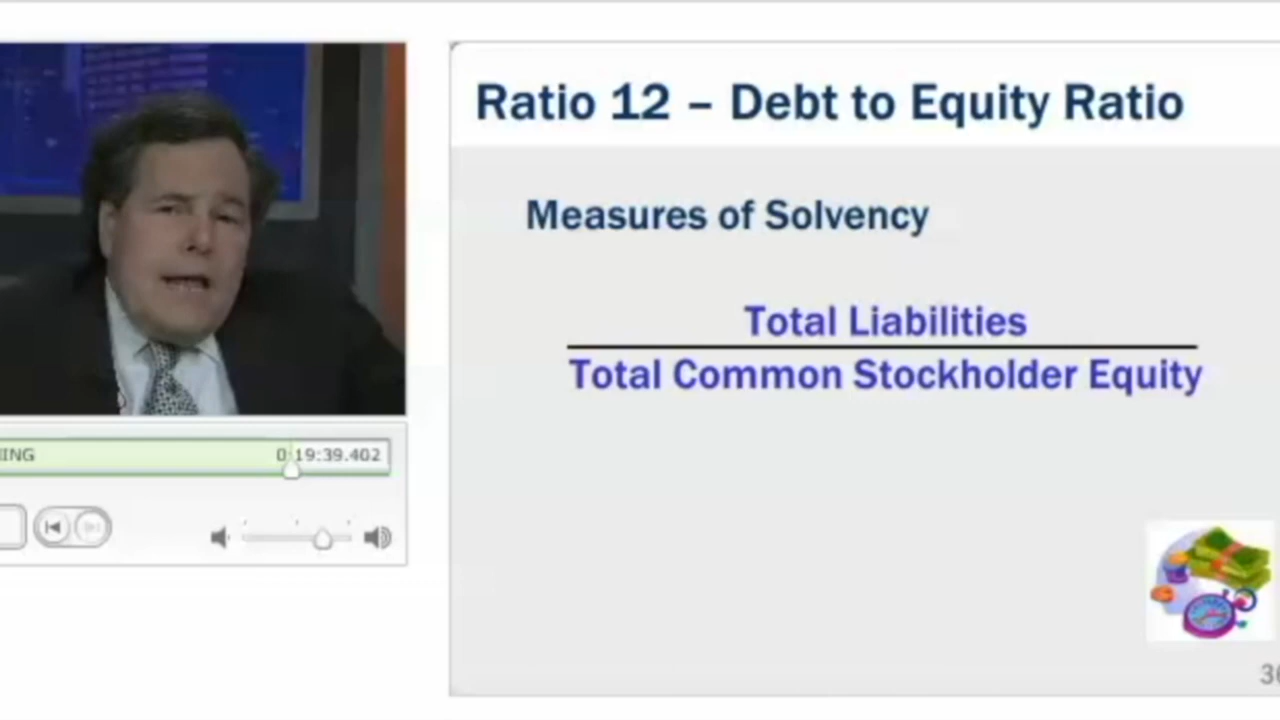 Ratio 12 – Debt to Equity Ratio
Measures of Solvency
Total Liabilities
Total Common Stockholder Equity
ING
0:19:39.402